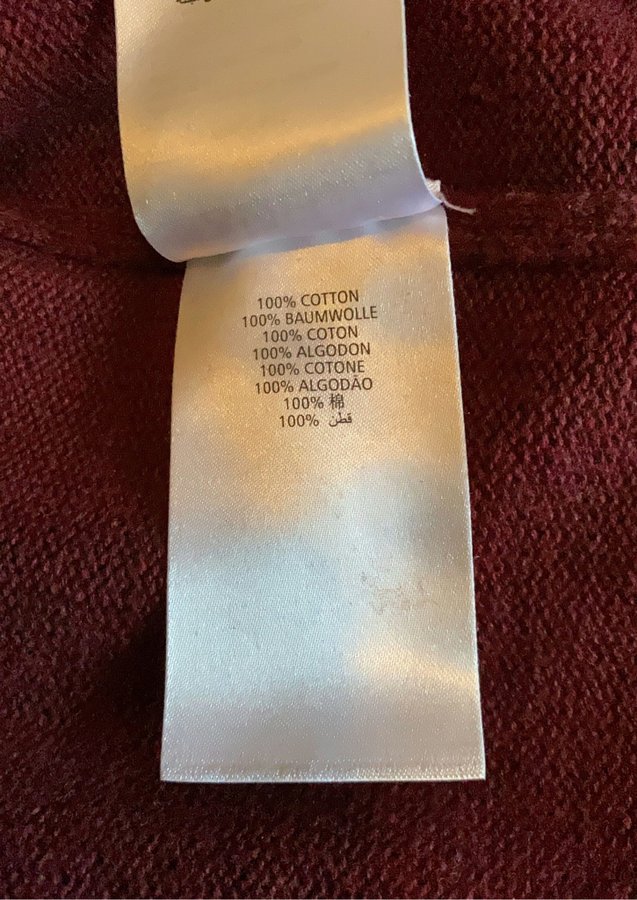 100% COTTON
100% BAUMWOLLE
100% COTON
100% ALGODON
100% COTONE
100% ALGODÃO
100% 棉
100% قطن